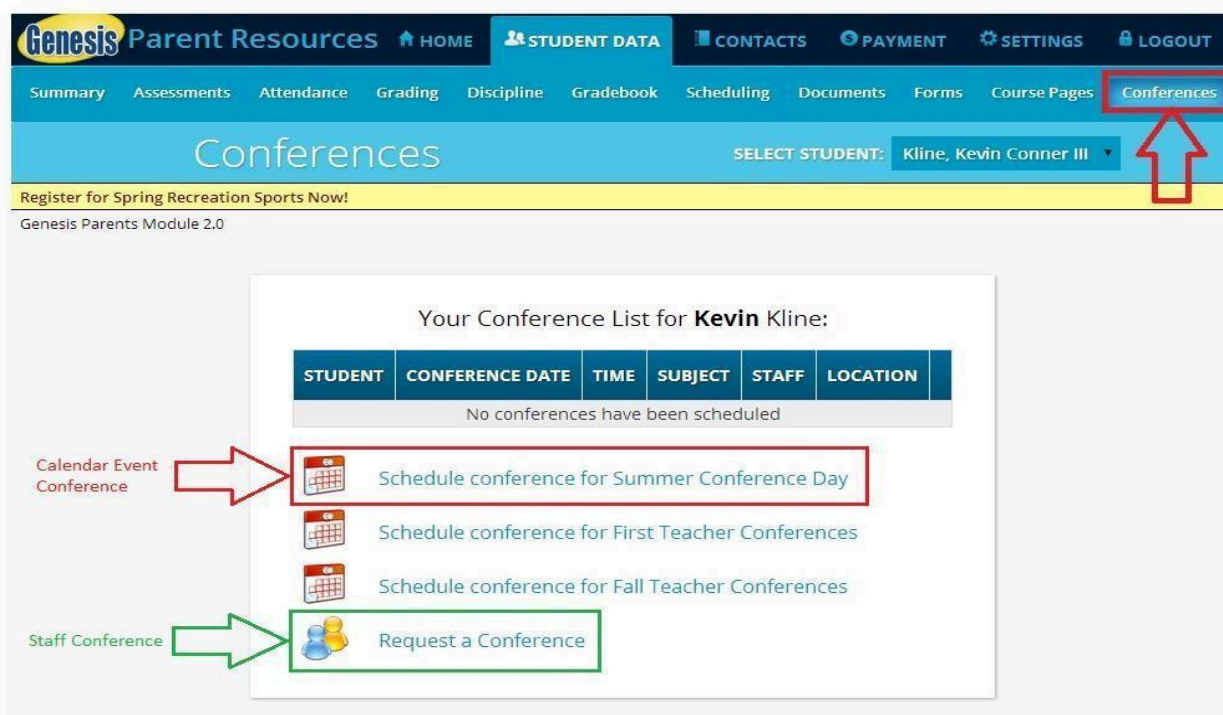 Genesis Parent Resources HOME STUDENT DATA CONTACTS PAYMENT SETTINGS LOGOUT
Summary Assessments Attendance Grading Discipline Gradebook Scheduling Documents Forms Course Pages Conferences
Conferences SELECT STUDENT: Kline, Kevin Conner III
Register for Spring Recreation Sports Now!
Genesis Parents Module 2.0
Your Conference List for Kevin Kline:
STUDENT CONFERENCE DATE TIME SUBJECT STAFF LOCATION
No conferences have been scheduled
Calendar Event
Conference
Schedule conference for Summer Conference Day
Schedule conference for First Teacher Conferences
Schedule conference for Fall Teacher Conferences
Staff Conference
Request a Conference